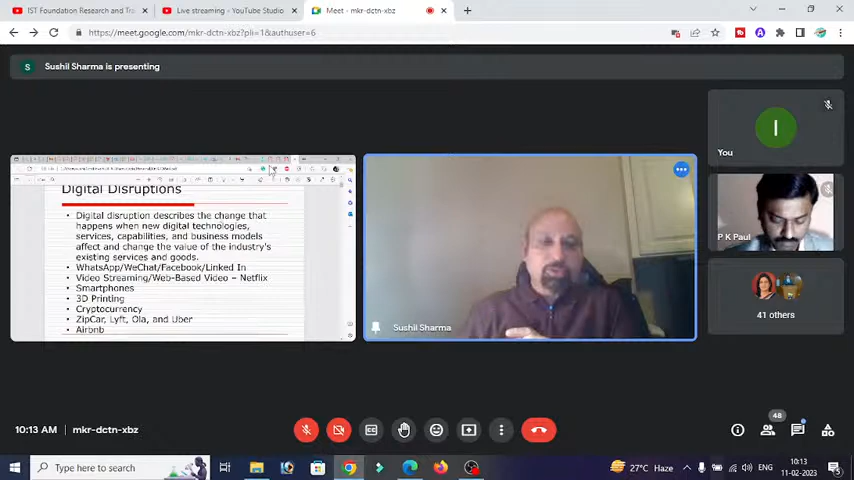 IST Foundation Research and Tra
Live streaming - YouTube Studio
Meet - mkr-dctn-xbz
https://meet.google.com/mkr-dctn-xbz?pli=1&authuser=6
S
Sushil Sharma is presenting
Digital Disruptions
• Digital disruption describes the change that
happens when new digital technologies,
services, capabilities, and business models
affect and change the value of the industry's
existing services and goods.
• WhatsApp/WeChat/Facebook/Linked In
• Video Streaming/Web-Based Video – Netflix
• Smartphones
• 3D Printing
• Cryptocurrency
• ZipCar, Lyft, Ola, and Uber
• Airbnb
Sushil Sharma
I
You
P K Paul
41 others
10:13 AM | mkr-dctn-xbz
48
Type here to search
27°C Haze
ENG
10:13
11-02-2023